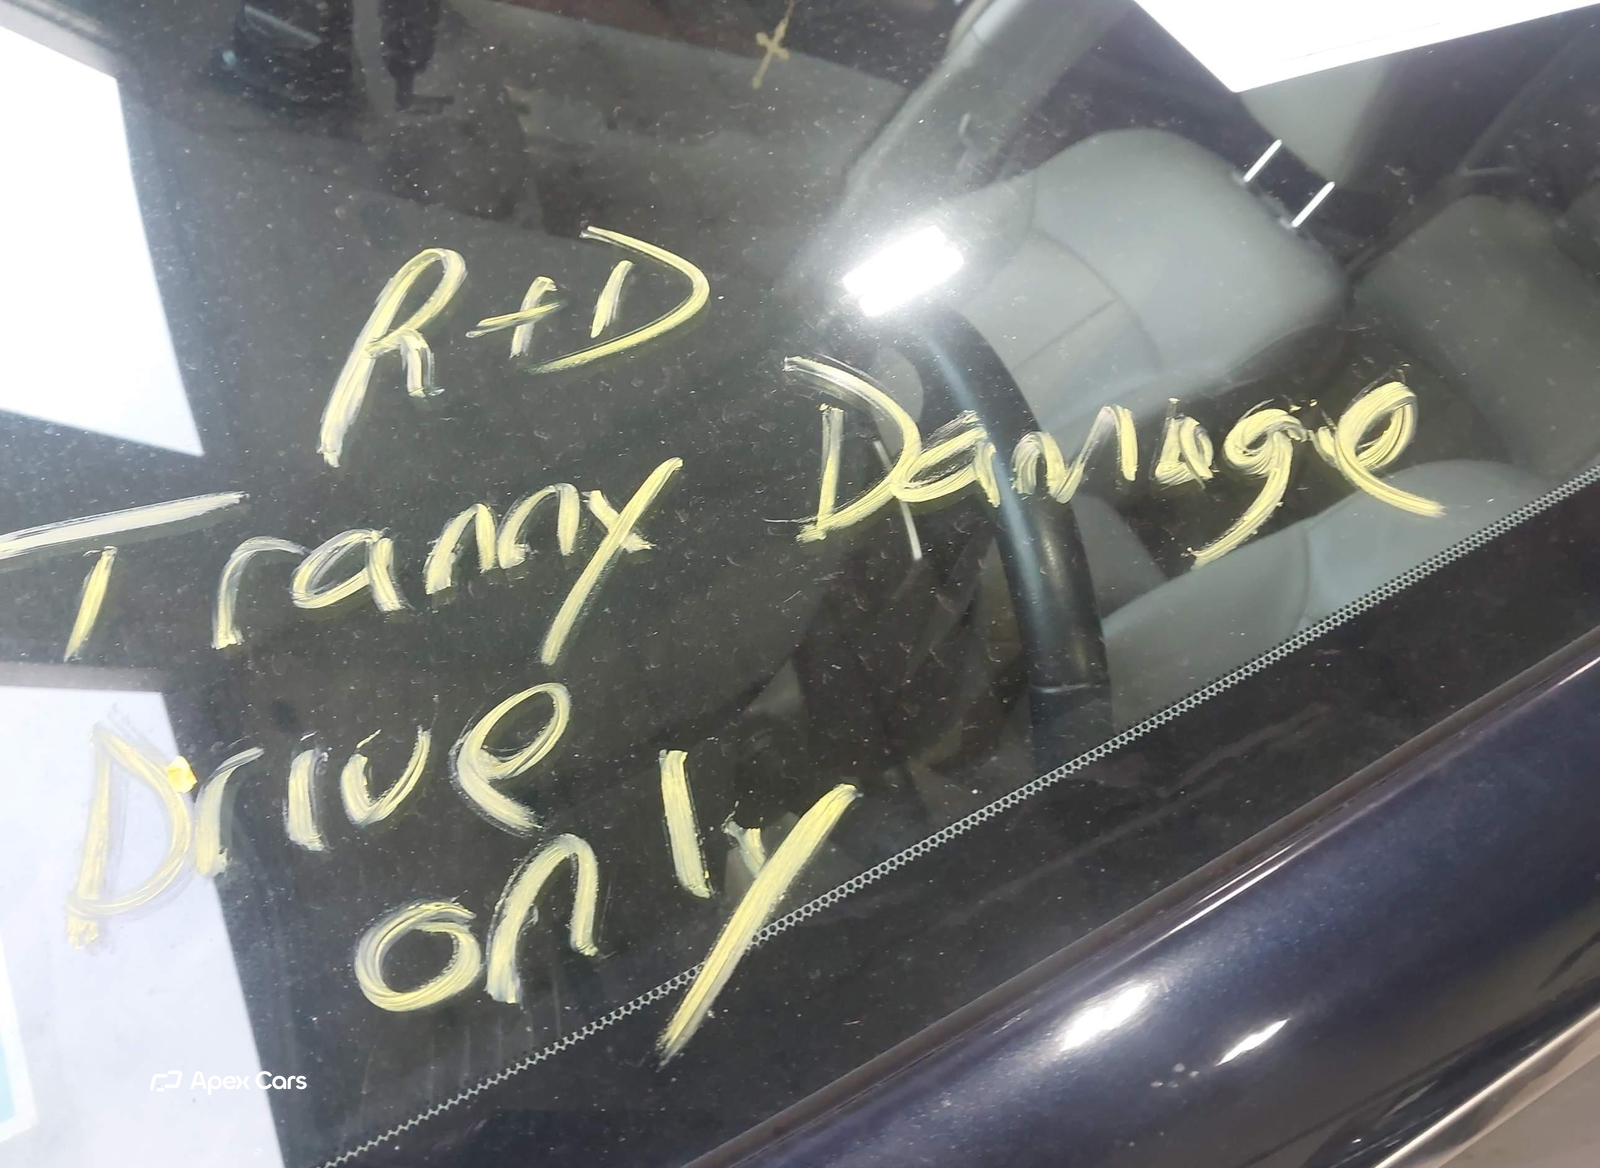 R+D
Tranny Damage
Drive
only
Apex Cars